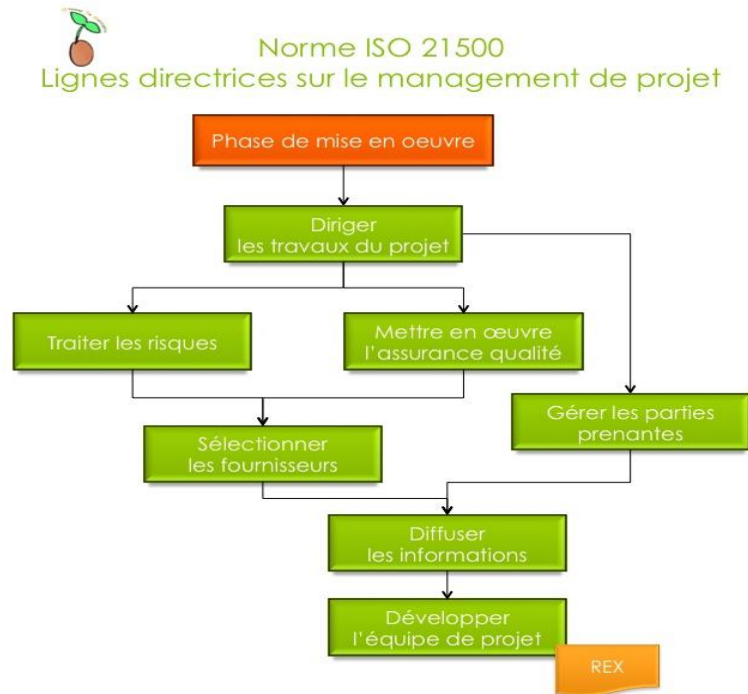 Norme ISO 21500
Lignes directrices sur le management de projet
Phase de mise en oeuvre
Diriger
les travaux du projet
Traiter les risques
Mettre en œuvre
l'assurance qualité
Gérer les parties
prenantes
Sélectionner
les fournisseurs
Diffuser
les informations
Développer
l'équipe de projet
REX